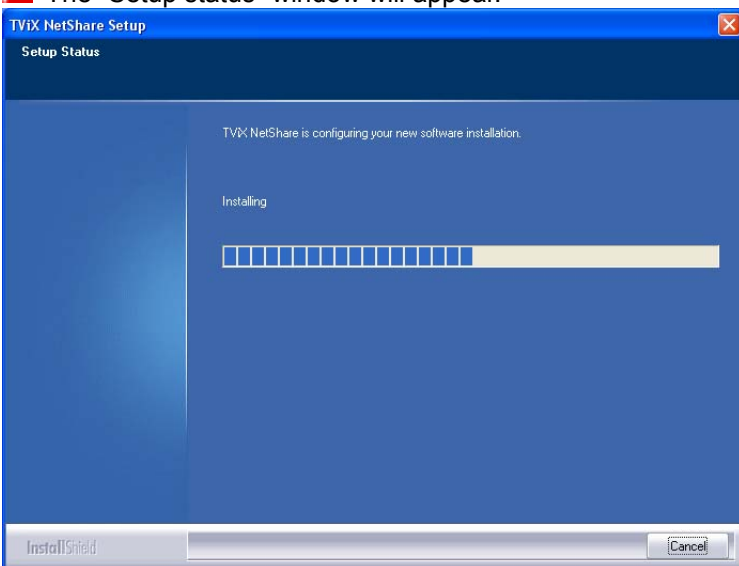 The "Setup status" window will appear.
TViX NetShare Setup
Setup Status
TViX NetShare is configuring your new software installation.
Installing
InstallShield
Cancel